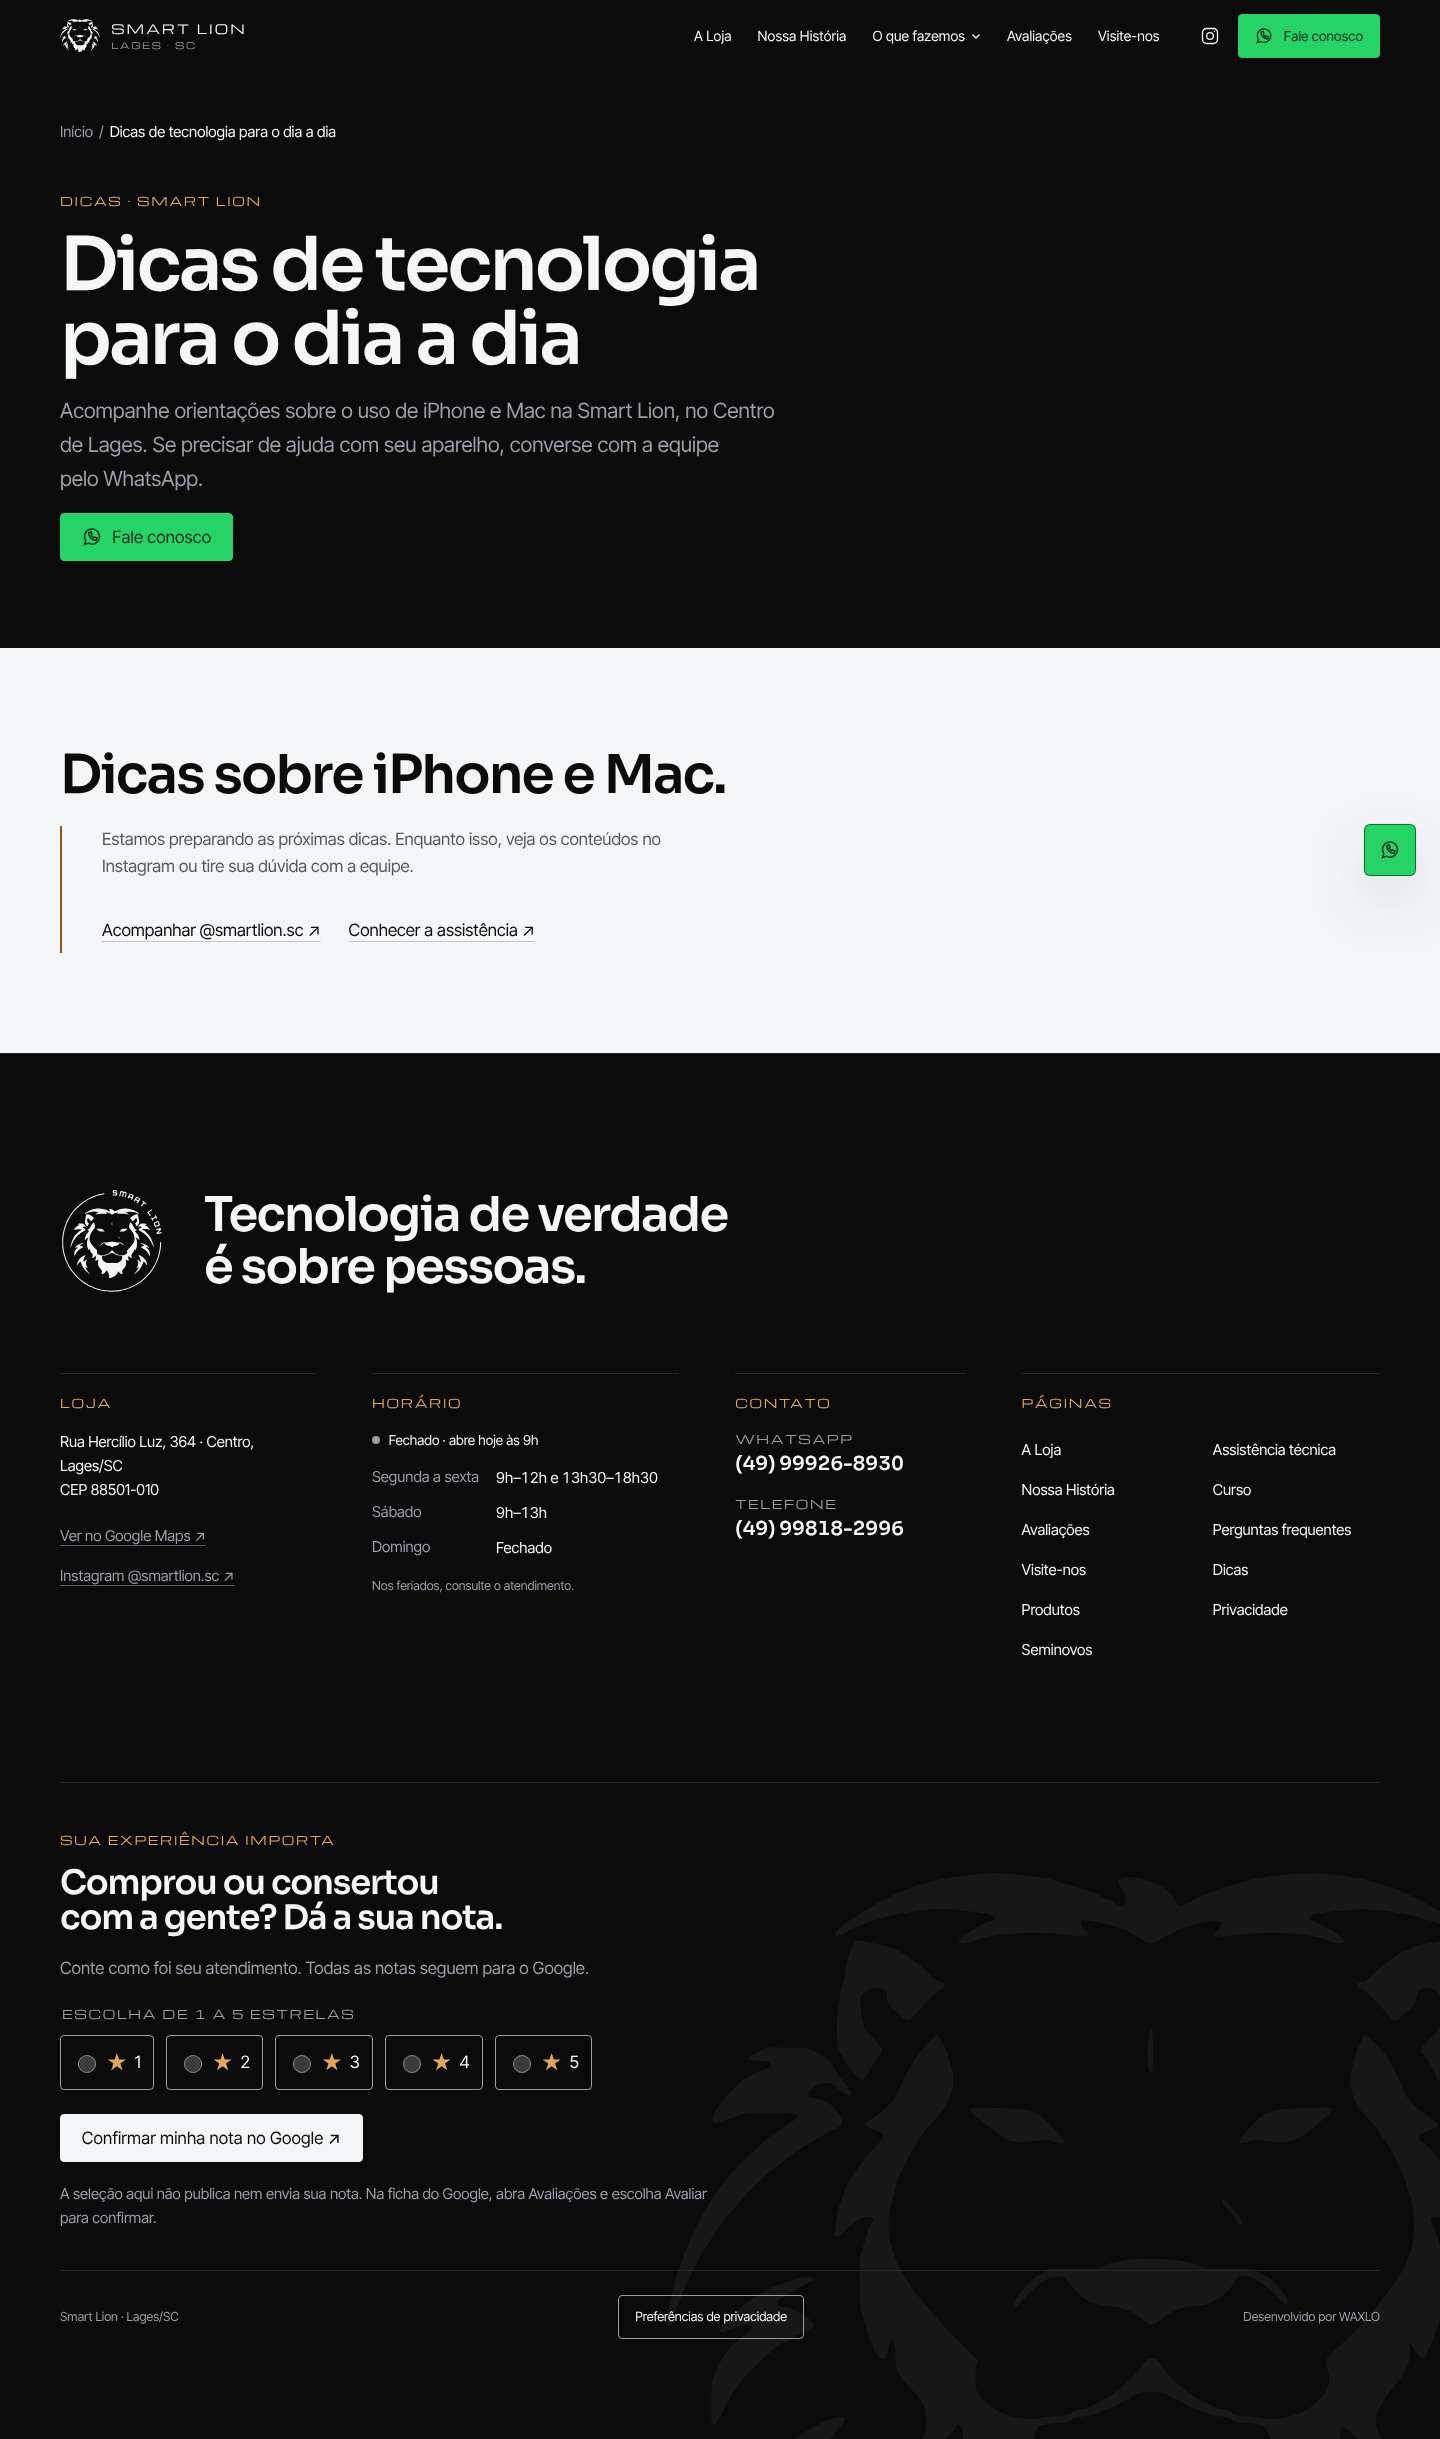 SMART LION
LAGES · SC
A Loja
Nossa História
O que fazemos
Avaliações
Visite-nos
Fale conosco
Início / Dicas de tecnologia para o dia a dia
DICAS · SMART LION
Dicas de tecnologia
para o dia a dia
Acompanhe orientações sobre o uso de iPhone e Mac na Smart Lion, no Centro
de Lages. Se precisar de ajuda com seu aparelho, converse com a equipe
pelo WhatsApp.
Fale conosco
Dicas sobre iPhone e Mac.
Estamos preparando as próximas dicas. Enquanto isso, veja os conteúdos no
Instagram ou tire sua dúvida com a equipe.
Acompanhar @smartlion.sc ↗
Conhecer a assistência ↗
SMART LION
Tecnologia de verdade
é sobre pessoas.
LOJA
Rua Hercílio Luz, 364 · Centro,
Lages/SC
CEP 88501-010
Ver no Google Maps ↗
Instagram @smartlion.sc ↗
HORÁRIO
Fechado · abre hoje às 9h
Segunda a sexta 9h–12h e 13h30–18h30
Sábado 9h–13h
Domingo Fechado
Nos feriados, consulte o atendimento.
CONTATO
WHATSAPP
(49) 99926-8930
TELEFONE
(49) 99818-2996
PÁGINAS
A Loja
Nossa História
Avaliações
Visite-nos
Produtos
Seminovos
Assistência técnica
Curso
Perguntas frequentes
Dicas
Privacidade
SUA EXPERIÊNCIA IMPORTA
Comprou ou consertou
com a gente? Dá a sua nota.
Conte como foi seu atendimento. Todas as notas seguem para o Google.
ESCOLHA DE 1 A 5 ESTRELAS
★ 1
★ 2
★ 3
★ 4
★ 5
Confirmar minha nota no Google ↗
A seleção aqui não publica nem envia sua nota. Na ficha do Google, abra Avaliações e escolha Avaliar
para confirmar.
Smart Lion · Lages/SC
Preferências de privacidade
Desenvolvido por WAXLO